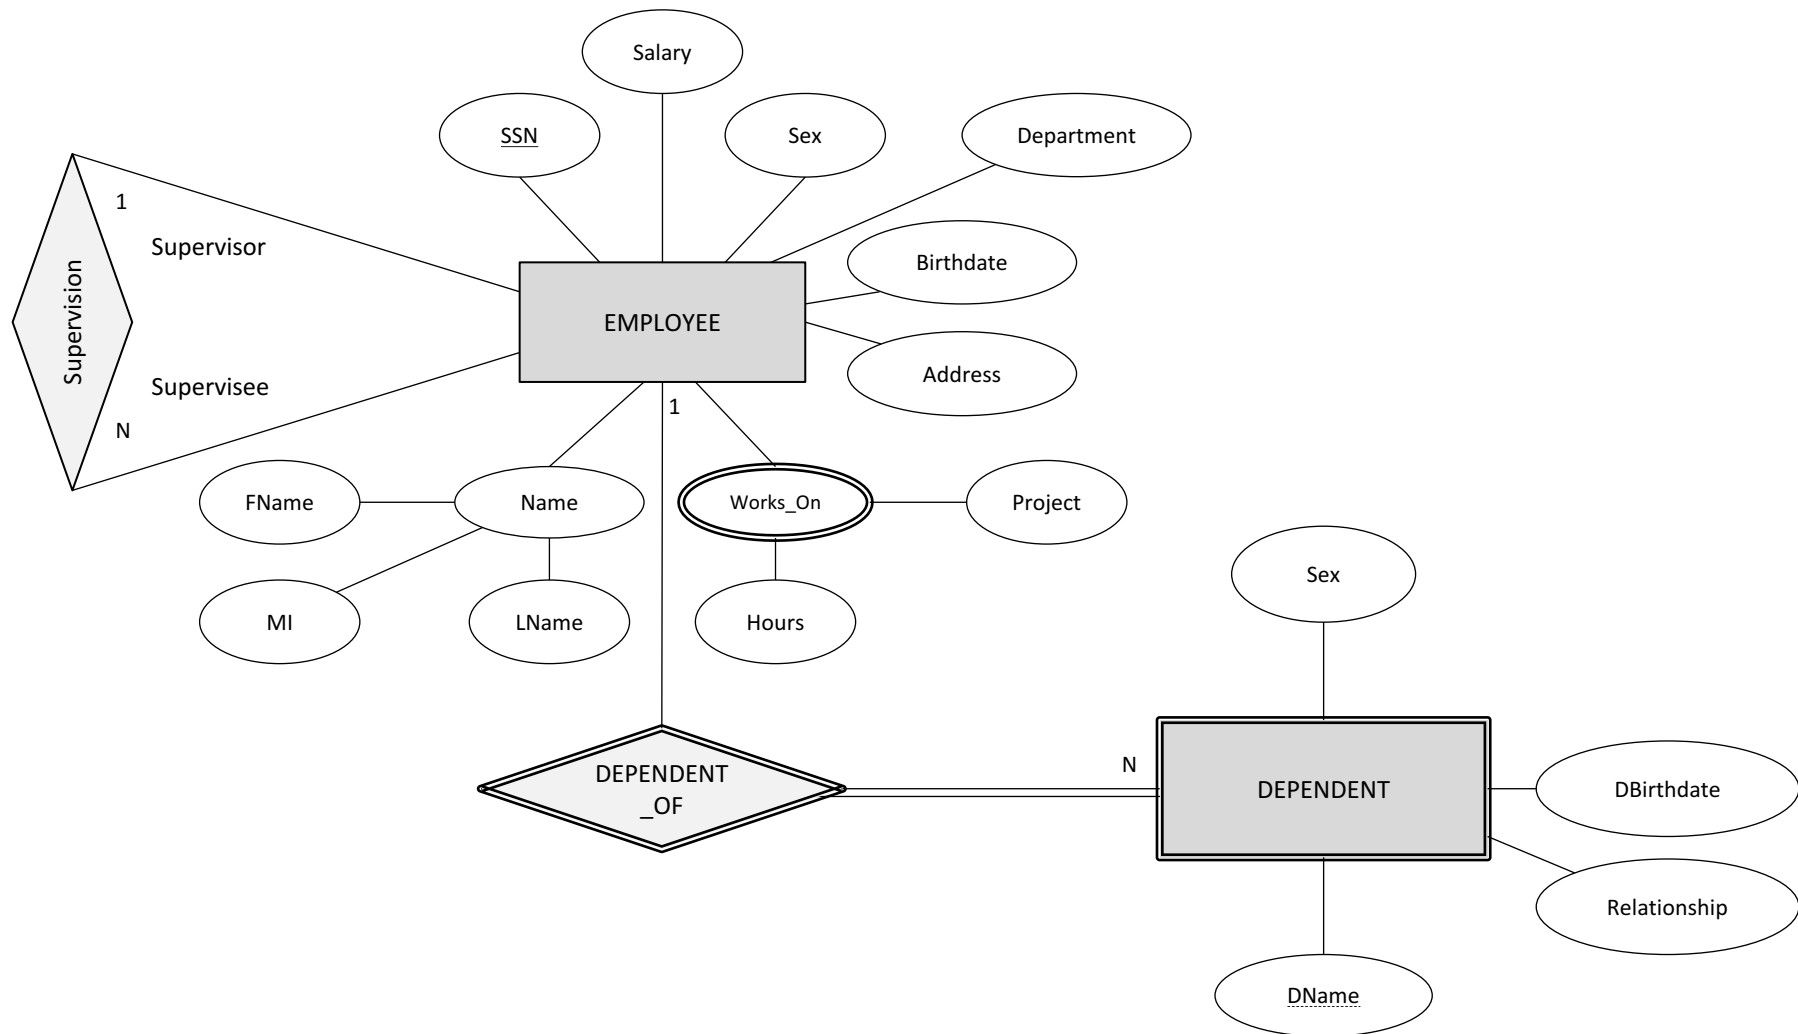 Salary
SSN
Sex
Department
1
Supervisor
Birthdate
Supervision
EMPLOYEE
Address
Supervisee
N
1
FName
Name
Works_On
Project
MI
LName
Hours
Sex
DEPENDENT
_OF
N
DEPENDENT
DBirthdate
Relationship
DName